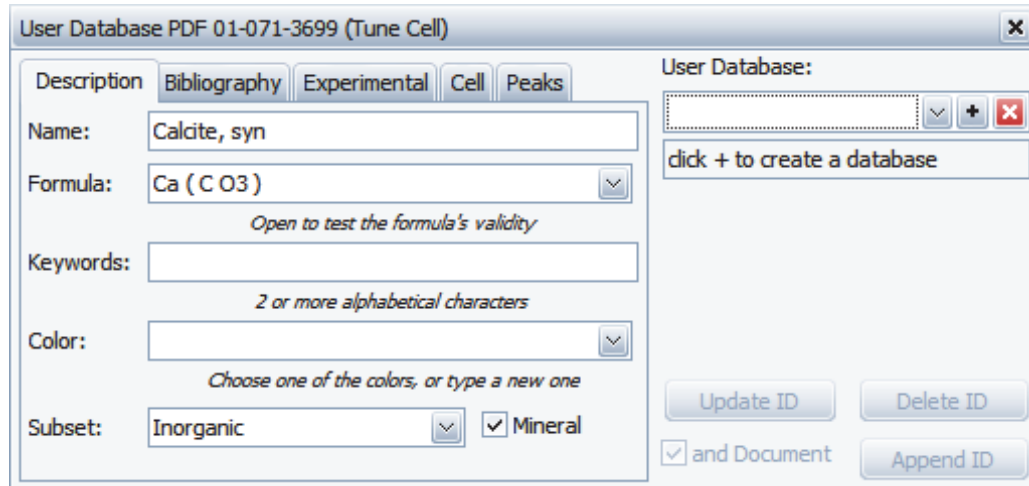 User Database PDF 01-071-3699 (Tune Cell)
Description Bibliography Experimental Cell Peaks
Name: Calcite, syn
Formula: Ca ( C O3 )
Open to test the formula's validity
Keywords:
2 or more alphabetical characters
Color:
Choose one of the colors, or type a new one
Subset: Inorganic Mineral
User Database:
click + to create a database
Update ID Delete ID
and Document Append ID